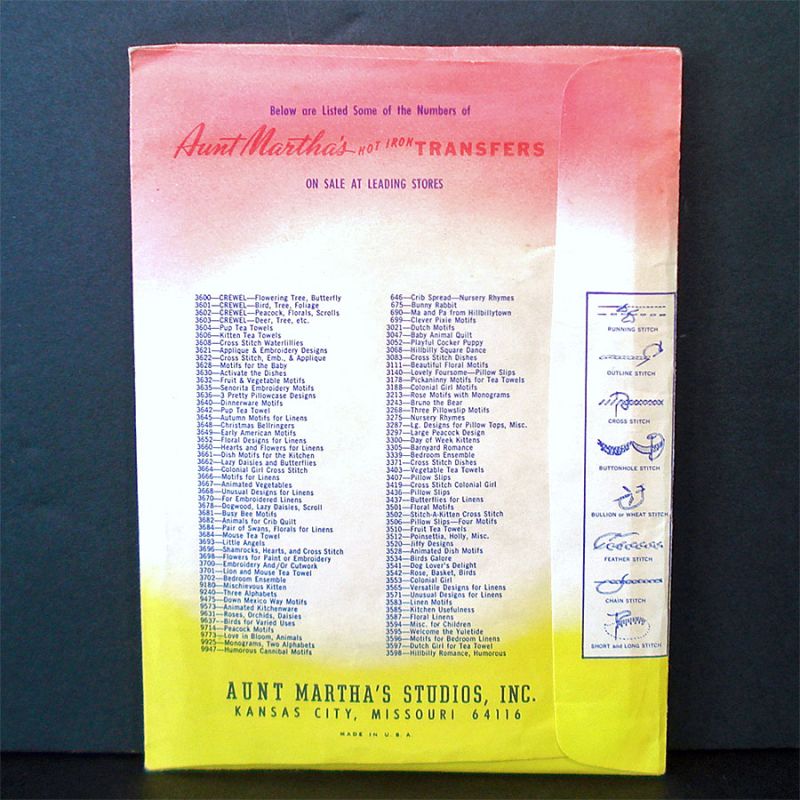 Below are Listed Some of the Numbers of
Aunt Martha's HOT IRON TRANSFERS
ON SALE AT LEADING STORES
3600—CREWEL—Flowering Tree, Butterfly
3601—CREWEL—Bird, Tree, Foliage
3602—CREWEL—Peacock, Florals, Scrolls
3603—CREWEL—Deer, Tree, etc.
3604—Pup Tea Towels
3606—Kitten Tea Towels
3608—Cross Stitch Waterlillies
3621—Applique & Embroidery Designs
3622—Cross Stitch, Emb., & Applique
3628—Motifs for the Baby
3630—Activate the Dishes
3632—Fruit & Vegetable Motifs
3635—Senorita Embroidery Motifs
3636—3 Pretty Pillowcase Designs
3640—Dinnerware Motifs
3642—Pup Tea Towel
3645—Autumn Motifs for Linens
3648—Christmas Bellringers
3649—Early American Motifs
3652—Floral Designs for Linens
3660—Hearts and Flowers for Linens
3661—Dish Motifs for the Kitchen
3662—Lazy Daisies and Butterflies
3664—Colonial Girl Cross Stitch
3666—Motifs for Linens
3667—Animated Vegetables
3668—Unusual Designs for Linens
3670—For Embroidered Linens
3678—Dogwood, Lazy Daisies, Scroll
3681—Busy Bee Motifs
3682—Animals for Crib Quilt
3684—Pair of Swans, Florals for Linens
3684—Mouse Tea Towel
3693—Little Angels
3696—Shamrocks, Hearts, and Cross Stitch
3698—Flowers for Paint or Embroidery
3700—Embroidery And/Or Cutwork
3701—Lion and Mouse Tea Towel
3702—Bedroom Ensemble
9180—Mischievous Kitten
9240—Three Alphabets
9475—Down Mexico Way Motifs
9573—Animated Kitchenware
9631—Roses, Orchids, Daisies
9637—Birds for Varied Uses
9714—Peacock Motifs
9773—Love in Bloom, Animals
9925—Monograms, Two Alphabets
9947—Humorous Cannibal Motifs
646—Crib Spread—Nursery Rhymes
675—Bunny Rabbit
690—Ma and Pa from Hillbillytown
699—Clever Pixie Motifs
3021—Dutch Motifs
3047—Baby Animal Quilt
3052—Playful Cocker Puppy
3068—Hillbilly Square Dance
3083—Cross Stitch Dishes
3111—Beautiful Floral Motifs
3140—Lovely Foursome—Pillow Slips
3178—Pickaninny Motifs for Tea Towels
3188—Colonial Girl Motifs
3213—Rose Motifs with Monograms
3243—Bruno the Bear
3268—Three Pillowslip Motifs
3275—Nursery Rhymes
3287—Lg. Designs for Pillow Tops, Misc.
3297—Large Peacock Design
3300—Day of Week Kittens
3305—Barnyard Romance
3339—Bedroom Ensemble
3371—Cross Stitch Dishes
3403—Vegetable Tea Towels
3407—Pillow Slips
3419—Cross Stitch Colonial Girl
3436—Pillow Slips
3437—Butterflies for Linens
3501—Floral Motifs
3502—Stitch-A-Kitten Cross Stitch
3506—Pillow Slips—Four Motifs
3510—Fruit Tea Towels
3512—Poinsettia, Holly, Misc.
3520—Jiffy Designs
3528—Animated Dish Motifs
3534—Birds Galore
3541—Dog Lover's Delight
3542—Rose, Basket, Birds
3553—Colonial Girl
3565—Versatile Designs for Linens
3571—Unusual Designs for Linens
3583—Linen Motifs
3585—Kitchen Usefulness
3587—Floral Linens
3594—Misc. for Children
3595—Welcome the Yuletide
3596—Motifs for Bedroom Linens
3597—Dutch Girl for Tea Towel
3598—Hillbilly Romance, Humorous
RUNNING STITCH
OUTLINE STITCH
CROSS STITCH
BUTTONHOLE STITCH
BULLION or WHEAT STITCH
FEATHER STITCH
CHAIN STITCH
SHORT and LONG STITCH
AUNT MARTHA'S STUDIOS, INC.
KANSAS CITY, MISSOURI 64116
MADE IN U. S. A.